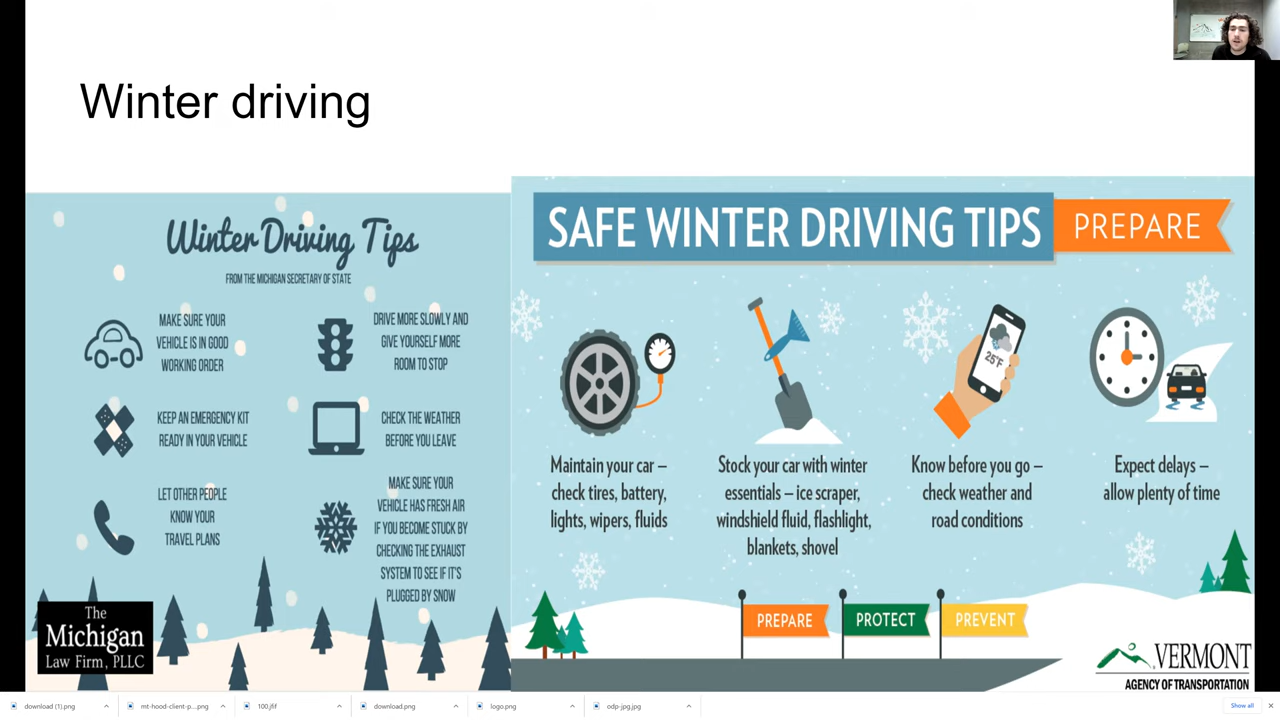 Winter driving
Winter Driving Tips
FROM THE MICHIGAN SECRETARY OF STATE
MAKE SURE YOUR
VEHICLE IS IN GOOD
WORKING ORDER
DRIVE MORE SLOWLY AND
GIVE YOURSELF MORE
ROOM TO STOP
KEEP AN EMERGENCY KIT
READY IN YOUR VEHICLE
CHECK THE WEATHER
BEFORE YOU LEAVE
LET OTHER PEOPLE
KNOW YOUR
TRAVEL PLANS
MAKE SURE YOUR
VEHICLE HAS FRESH AIR
IF YOU BECOME STUCK BY
CHECKING THE EXHAUST
SYSTEM TO SEE IF IT'S
PLUGGED BY SNOW
The
Michigan
Law Firm, PLLC
SAFE WINTER DRIVING TIPS
PREPARE
25°F
Maintain your car –
check tires, battery,
lights, wipers, fluids
Stock your car with winter
essentials – ice scraper,
windshield fluid, flashlight,
blankets, shovel
Know before you go –
check weather and
road conditions
Expect delays –
allow plenty of time
PREPARE
PROTECT
PREVENT
VERMONT
AGENCY OF TRANSPORTATION
download (1).png
mt-hood-client-p....png
100.jfif
download.png
logo.png
odp-jpg.jpg
Show all